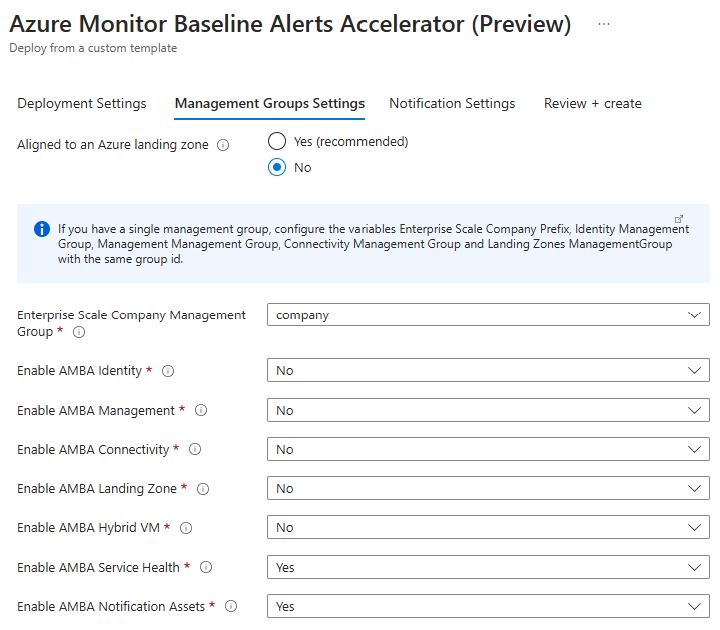 Azure Monitor Baseline Alerts Accelerator (Preview) ...
Deploy from a custom template
Deployment Settings Management Groups Settings Notification Settings Review + create
Aligned to an Azure landing zone
Yes (recommended)
No
If you have a single management group, configure the variables Enterprise Scale Company Prefix, Identity Management
Group, Management Management Group, Connectivity Management Group and Landing Zones ManagementGroup
with the same group id.
Enterprise Scale Company Management
Group *
company
Enable AMBA Identity * No
Enable AMBA Management * No
Enable AMBA Connectivity * No
Enable AMBA Landing Zone * No
Enable AMBA Hybrid VM * No
Enable AMBA Service Health * Yes
Enable AMBA Notification Assets * Yes